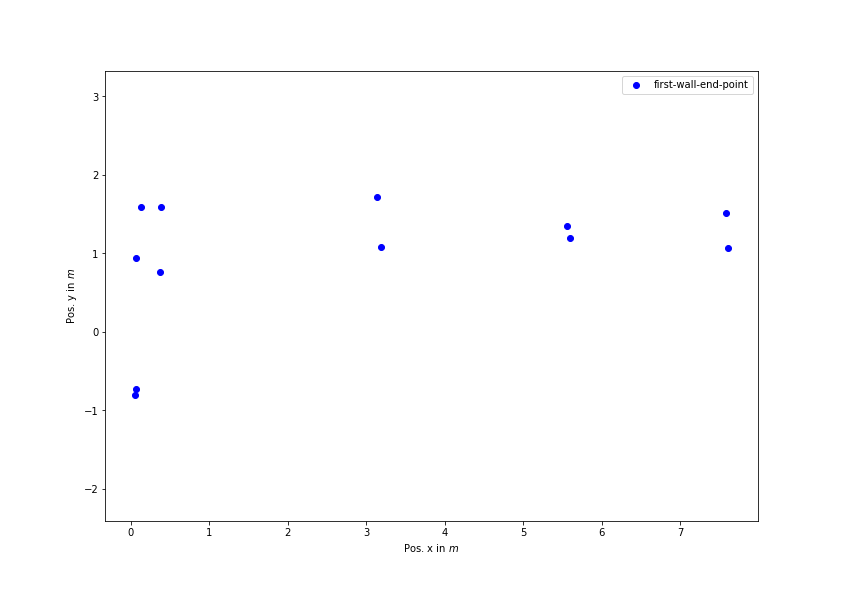 first-wall-end-point
3
2
1
0
−1
−2
Pos. y in m
0 1 2 3 4 5 6 7
Pos. x in m